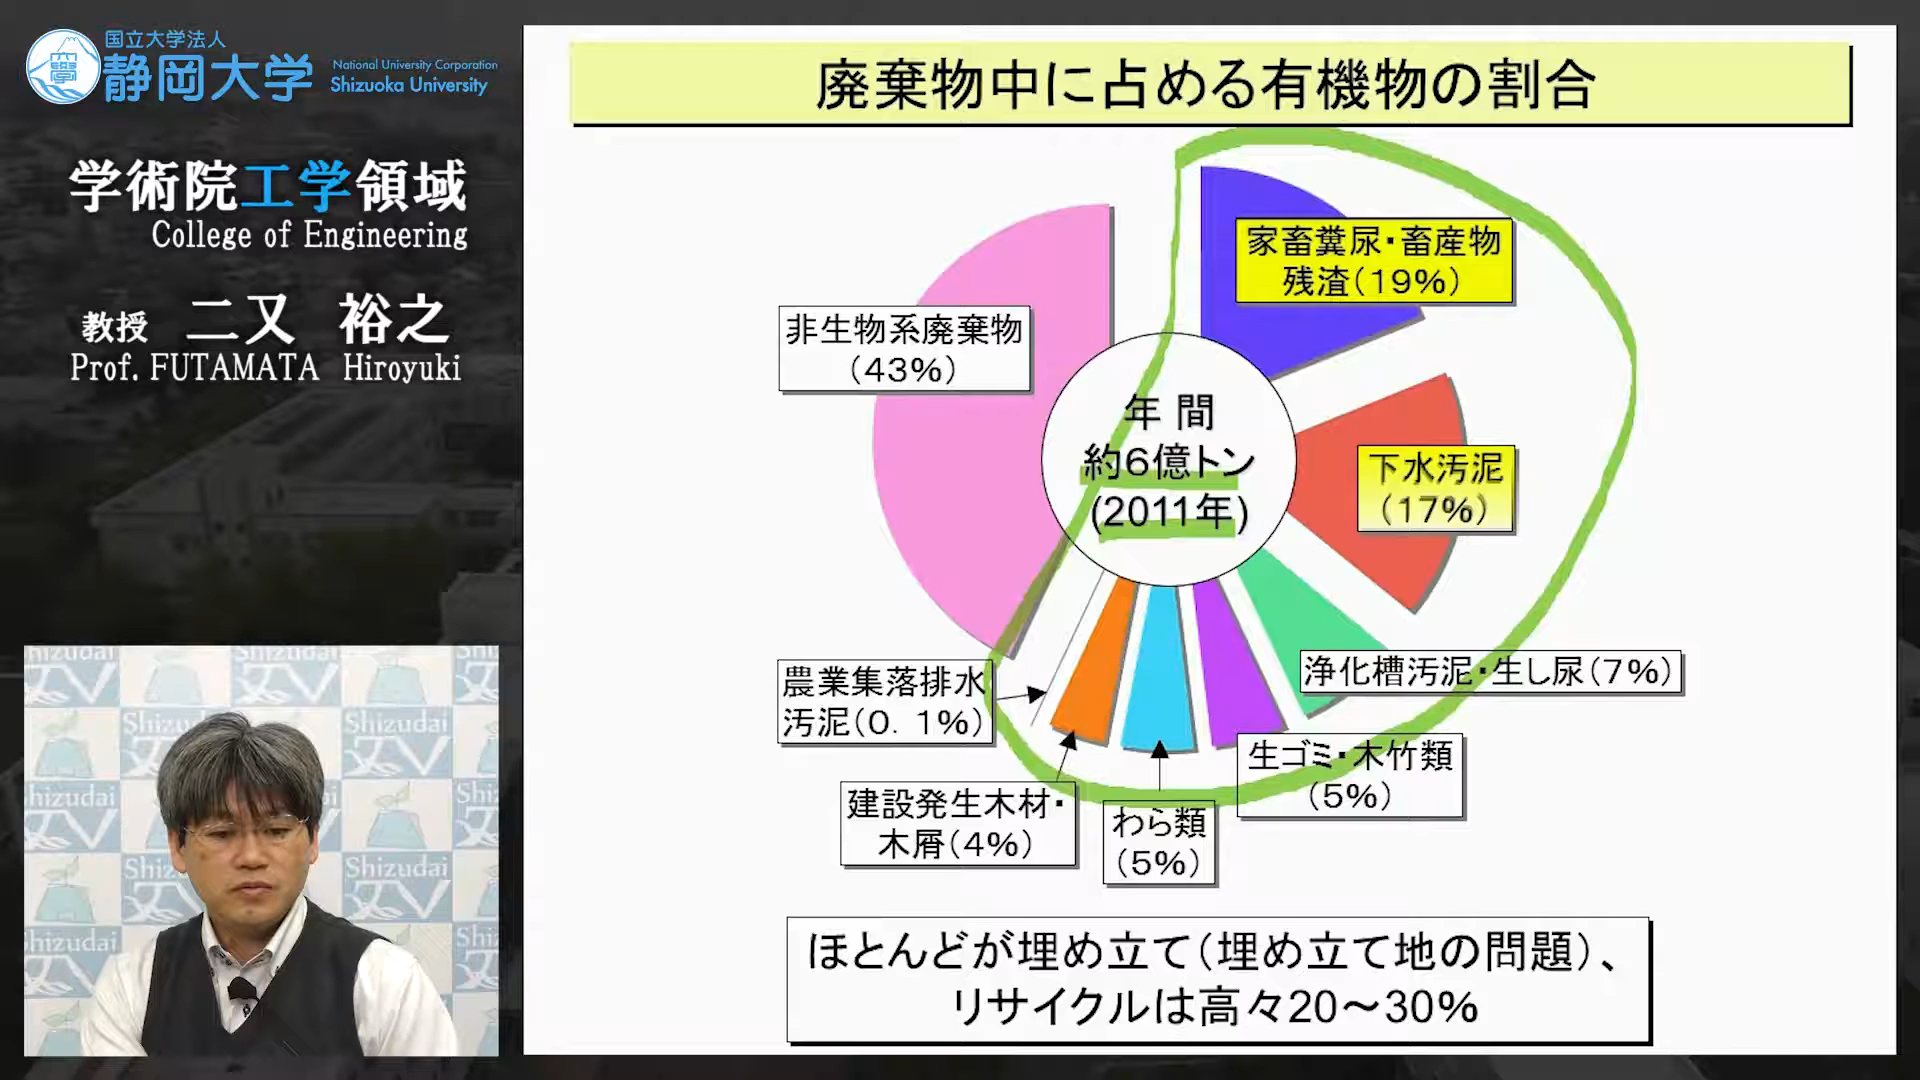 国立大学法人
静岡大学
National University Corporation
Shizuoka University
学術院工学領域
College of Engineering
教授 二又 裕之
Prof. FUTAMATA Hiroyuki
廃棄物中に占める有機物の割合
家畜糞尿・畜産物
残渣(19%)
非生物系廃棄物
(43%)
年 間
約6億トン
(2011年)
下水汚泥
(17%)
浄化槽汚泥・生し尿(7%)
農業集落排水
汚泥(0. 1%)
生ゴミ・木竹類
(5%)
建設発生木材・
木屑(4%)
わら類
(5%)
ほとんどが埋め立て(埋め立て地の問題)、
リサイクルは高々20〜30%
Shizudai
TV